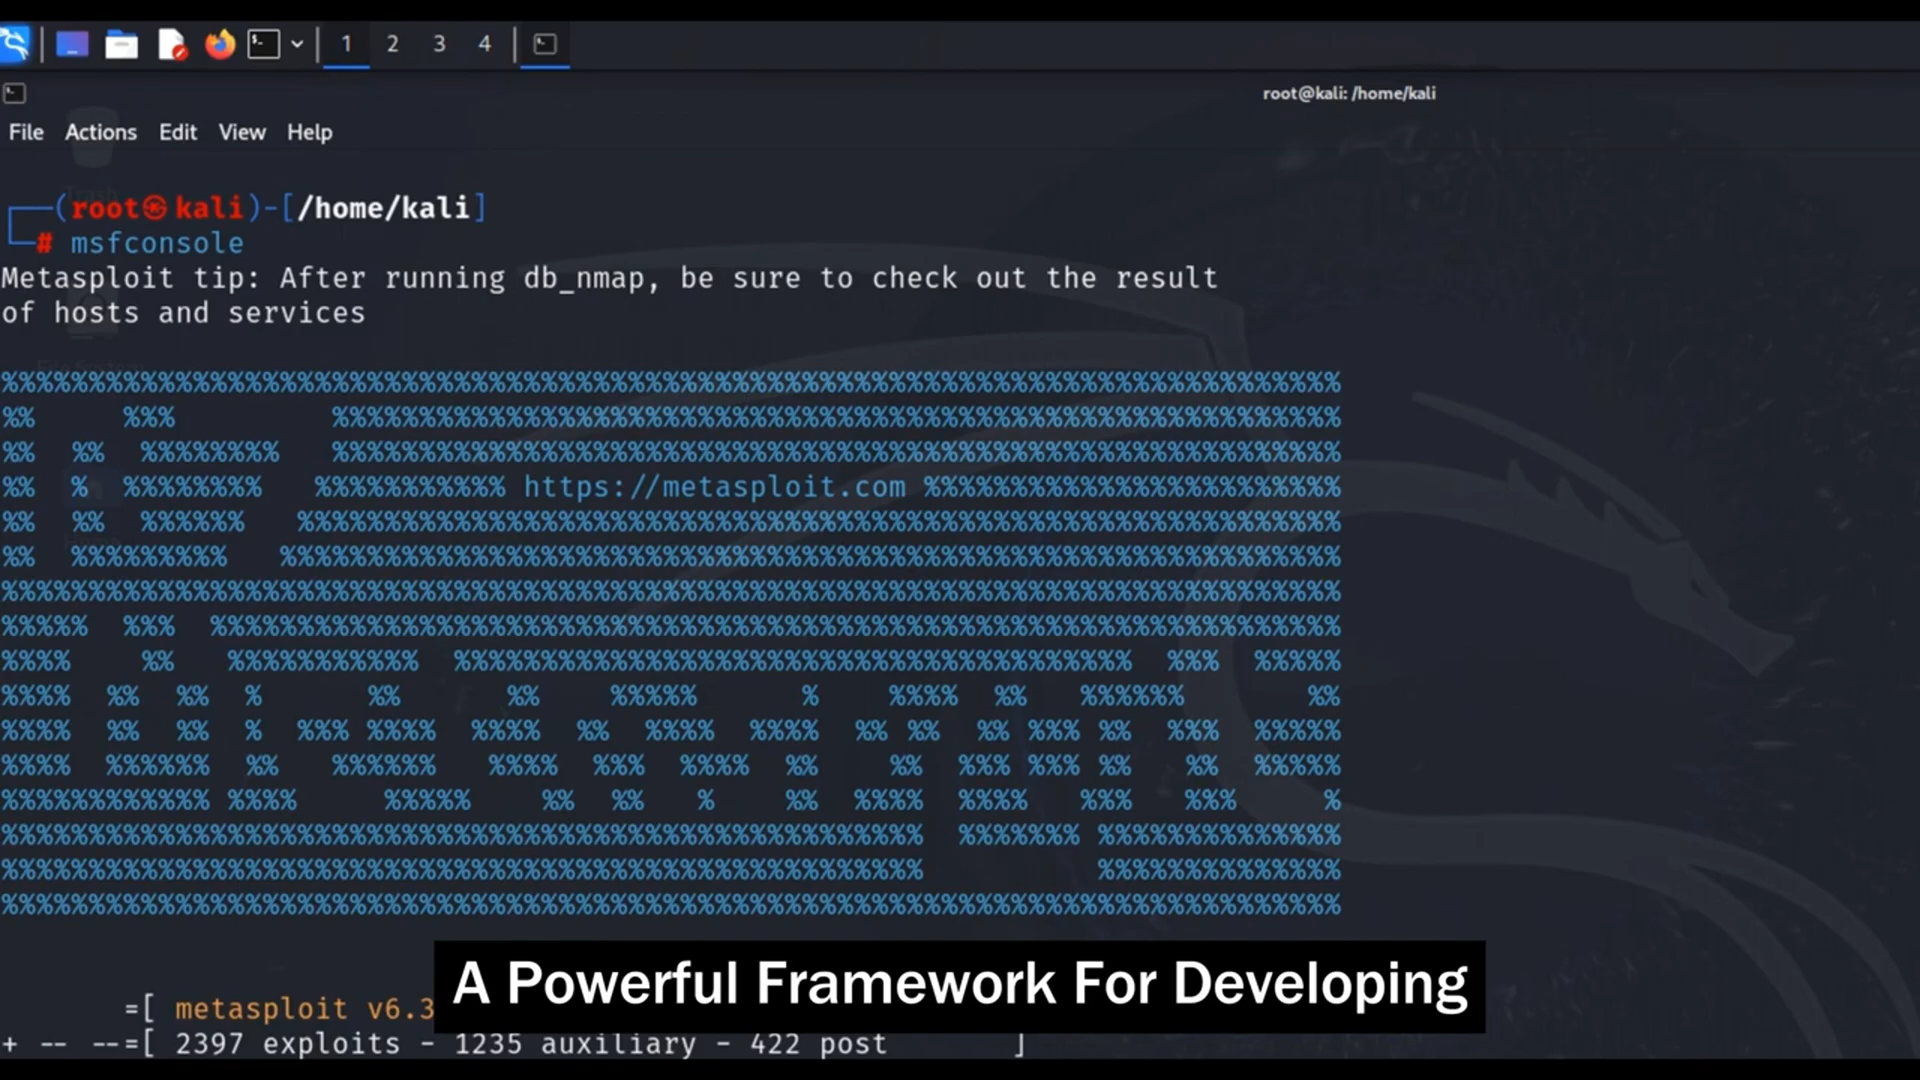 1 2 3 4
root@kali: /home/kali
File Actions Edit View Help
(root㉿kali)-[/home/kali]
# msfconsole
Metasploit tip: After running db_nmap, be sure to check out the result
of hosts and services
https://metasploit.com
=[ metasploit v6.3
+ -- --=[ 2397 exploits - 1235 auxiliary - 422 post ]
A Powerful Framework For Developing